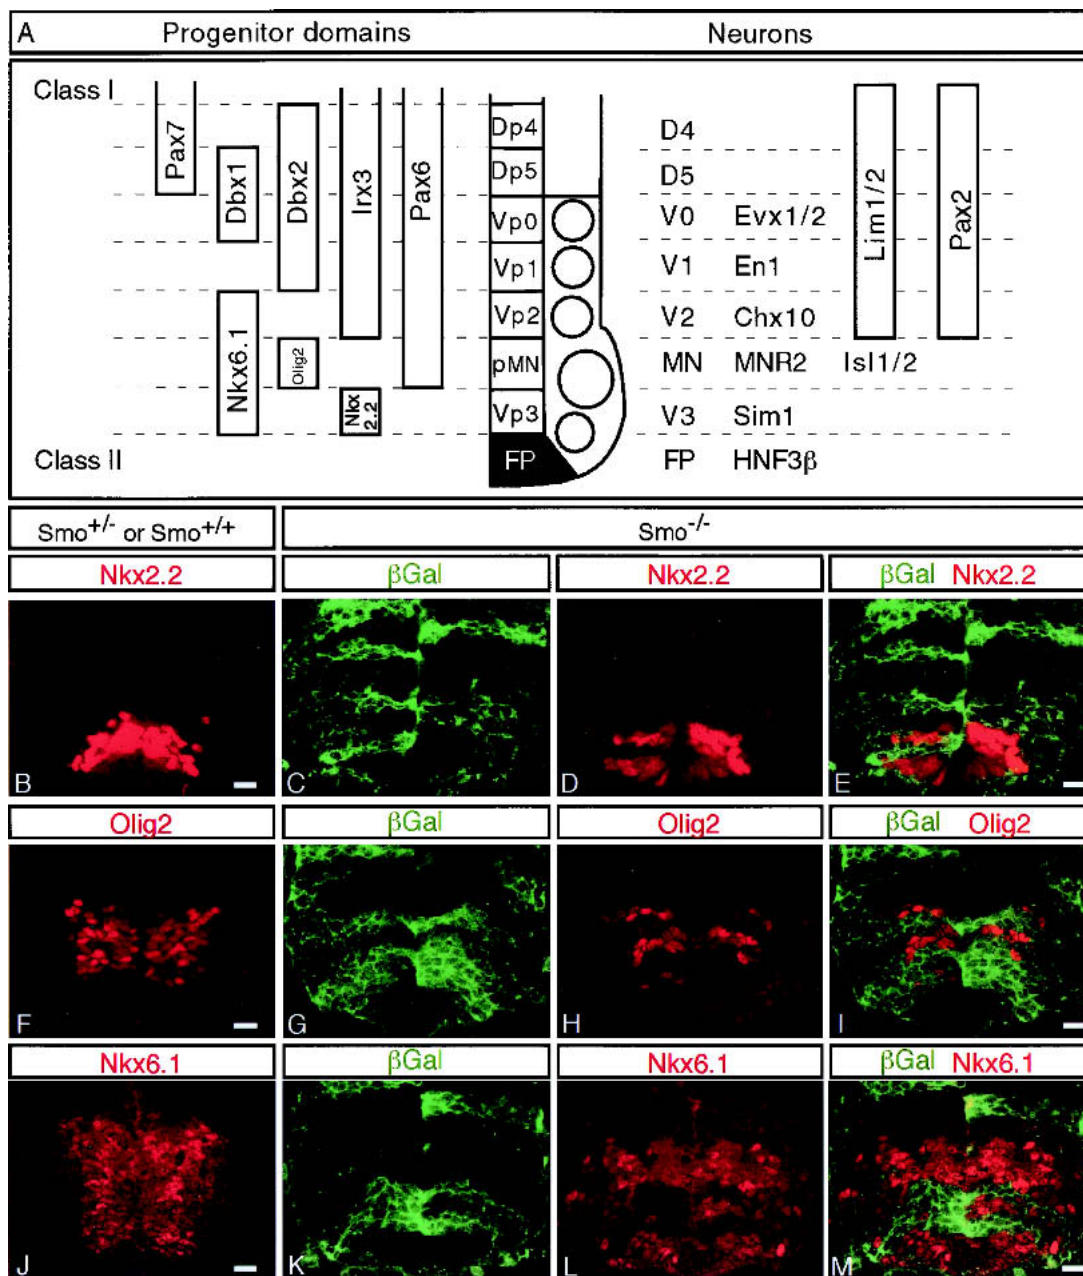 A Progenitor domains Neurons
Class I
Pax7
Dbx1
Dbx2
Irx3
Pax6
Nkx6.1
Olig2
Nkx
2.2
Class II
Dp4 D4
Dp5 D5
Vp0 V0 Evx1/2
Vp1 V1 En1
Vp2 V2 Chx10
pMN MN MNR2 Isl1/2
Vp3 V3 Sim1
FP FP HNF3β
Lim1/2
Pax2
Smo+/- or Smo+/+ Smo-/-
Nkx2.2 βGal Nkx2.2 βGal Nkx2.2
B C D E
Olig2 βGal Olig2 βGal Olig2
F G H I
Nkx6.1 βGal Nkx6.1 βGal Nkx6.1
J K L M